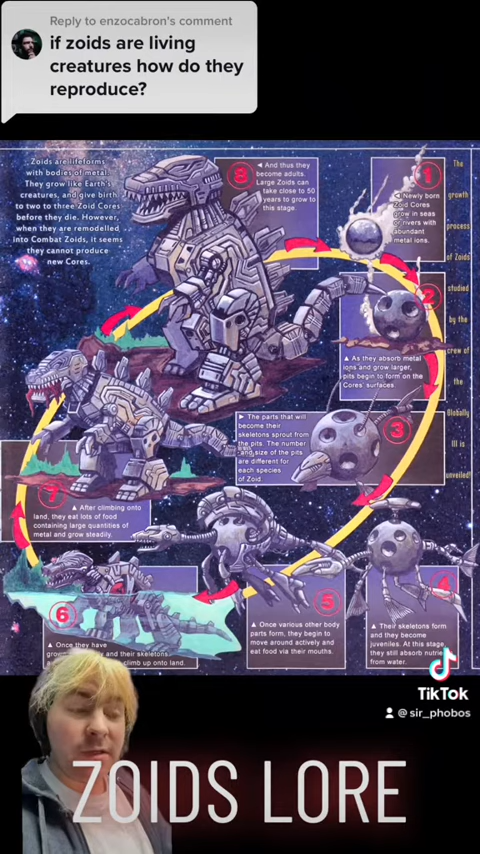 Reply to enzocabron's comment
if zoids are living
creatures how do they
reproduce?
Zoids are lifeforms
with bodies of metal.
They grow like Earth's
creatures, and give birth
to two to three Zoid Cores
before they die. However,
when they are remodelled
into Combat Zoids, it seems
they cannot produce
new Cores.
8
◀ And thus they
become adults.
Large Zoids can
take close to 50
years to grow to
this stage.
1
◀ Newly born
Zoid Cores
grow in seas
or rivers with
abundant
metal ions.
The
growth
process
of Zoids
studied
by the
crew of
the
Globally
III is
unveiled
2
▲ As they absorb metal
ions and grow larger,
pits begin to form on the
Cores' surfaces.
3
▶ The parts that will
become their
skeletons sprout from
the pits. The number
and size of the pits
are different for
each species
of Zoid.
4
▲ Their skeletons form
and they become
juveniles. At this stage
they still absorb
from water.
5
▲ Once various other body
parts form, they begin to
move around actively and
eat food via their mouths.
6
▲ Once they have
and their skeletons
climb up onto land.
7
▲ After climbing onto
land, they eat lots of food
containing large quantities of
metal and grow steadily.
TikTok
@sir_phobos
ZOIDS LORE